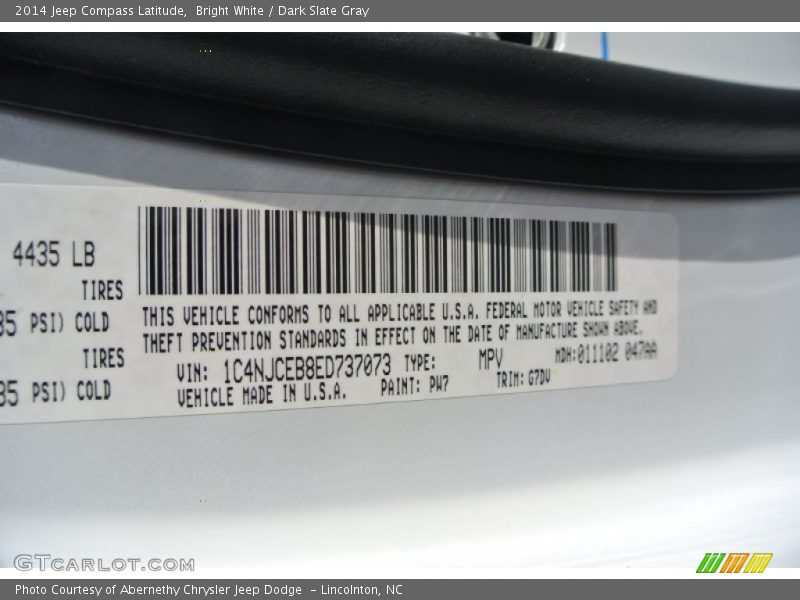 2014 Jeep Compass Latitude,  Bright White / Dark Slate Gray
4435 LB
TIRES
THIS VEHICLE CONFORMS TO ALL APPLICABLE U.S.A. FEDERAL MOTOR VEHICLE SAFETY AND
PSI) COLD
THEFT PREVENTION STANDARDS IN EFFECT ON THE DATE OF MANUFACTURE SHOWN ABOVE.
TIRES
VIN: 1C4NJCEB8ED737073 TYPE: MPV MDH:011102 047AA
PSI) COLD
VEHICLE MADE IN U.S.A. PAINT: PW7 TRIM: G7DV
GTCARLOT.COM
Photo Courtesy of Abernethy Chrysler Jeep Dodge  – Lincolnton, NC